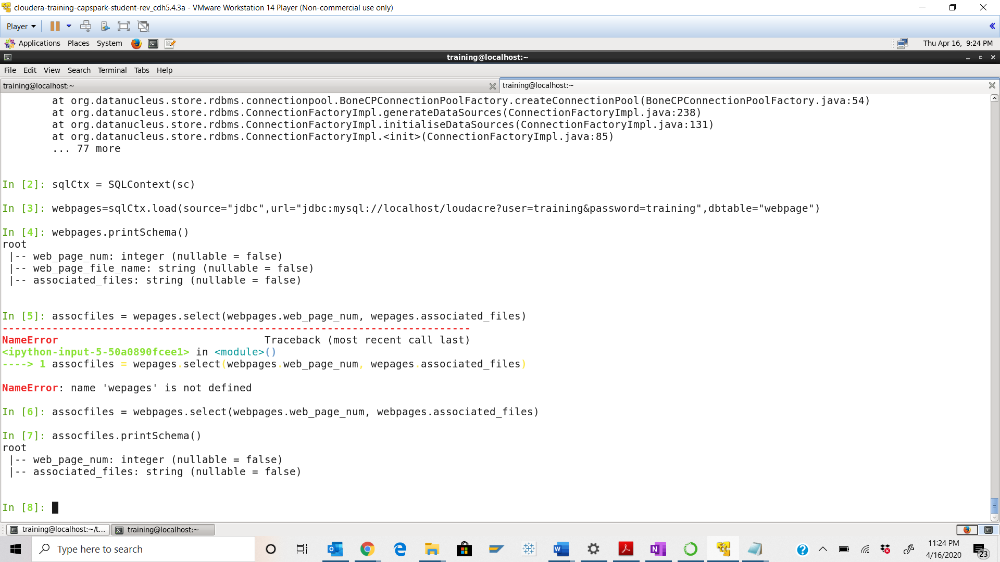 cloudera-training-capspark-student-rev_cdh5.4.3a - VMware Workstation 14 Player (Non-commercial use only)
Player
Applications Places System Thu Apr 16, 9:24 PM
training@localhost:~
File Edit View Search Terminal Tabs Help
training@localhost:~ training@localhost:~
at org.datanucleus.store.rdbms.connectionpool.BoneCPConnectionPoolFactory.createConnectionPool(BoneCPConnectionPoolFactory.java:54)
at org.datanucleus.store.rdbms.ConnectionFactoryImpl.generateDataSources(ConnectionFactoryImpl.java:238)
at org.datanucleus.store.rdbms.ConnectionFactoryImpl.initialiseDataSources(ConnectionFactoryImpl.java:131)
at org.datanucleus.store.rdbms.ConnectionFactoryImpl.<init>(ConnectionFactoryImpl.java:85)
... 77 more
In [2]: sqlCtx = SQLContext(sc)
In [3]: webpages=sqlCtx.load(source="jdbc",url="jdbc:mysql://localhost/loudacre?user=training&password=training",dbtable="webpage")
In [4]: webpages.printSchema()
root
|-- web_page_num: integer (nullable = false)
|-- web_page_file_name: string (nullable = false)
|-- associated_files: string (nullable = false)
In [5]: assocfiles = wepages.select(webpages.web_page_num, wepages.associated_files)
---------------------------------------------------------------------------
NameError Traceback (most recent call last)
<ipython-input-5-50a0890fcee1> in <module>()
----> 1 assocfiles = wepages.select(webpages.web_page_num, wepages.associated_files)
NameError: name 'wepages' is not defined
In [6]: assocfiles = webpages.select(webpages.web_page_num, webpages.associated_files)
In [7]: assocfiles.printSchema()
root
|-- web_page_num: integer (nullable = false)
|-- associated_files: string (nullable = false)
In [8]:
training@localhost:~/t... training@localhost:~
Type here to search
11:24 PM
4/16/2020
23